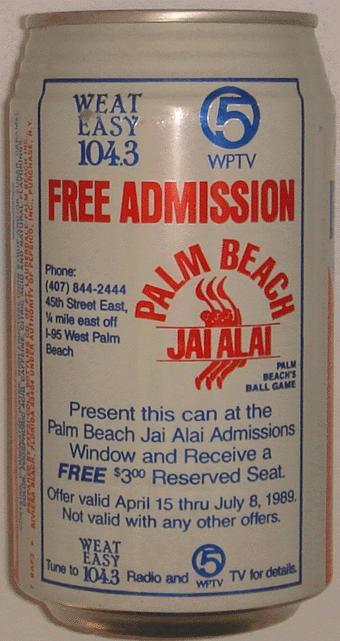 WEAT
EASY
104.3
5
WPTV
FREE ADMISSION
Phone:
(407) 844-2444
45th Street East,
¼ mile east off
I-95 West Palm
Beach
PALM BEACH
JAI ALAI
PALM
BEACH'S
BALL GAME
Present this can at the
Palm Beach Jai Alai Admissions
Window and Receive a
FREE $300 Reserved Seat.
Offer valid April 15 thru July 8, 1989.
Not valid with any other offers.
Tune to WEAT EASY 104.3 Radio and 5 WPTV TV for details.